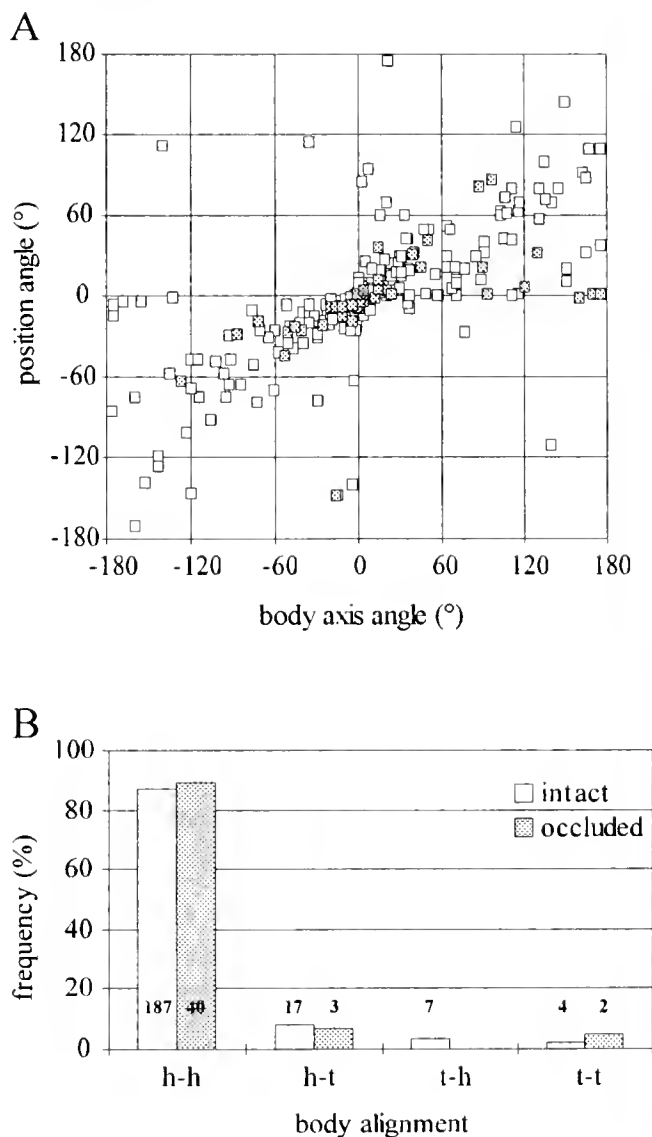 A
180
120
60
0
-60
-120
-180
position angle (°)
-180 -120 -60 0 60 120 180
body axis angle (°)
B
100
80
60
40
20
0
frequency (%)
intact
occluded
187 40 17 3 7 4 2
h-h h-t t-h t-t
body alignment